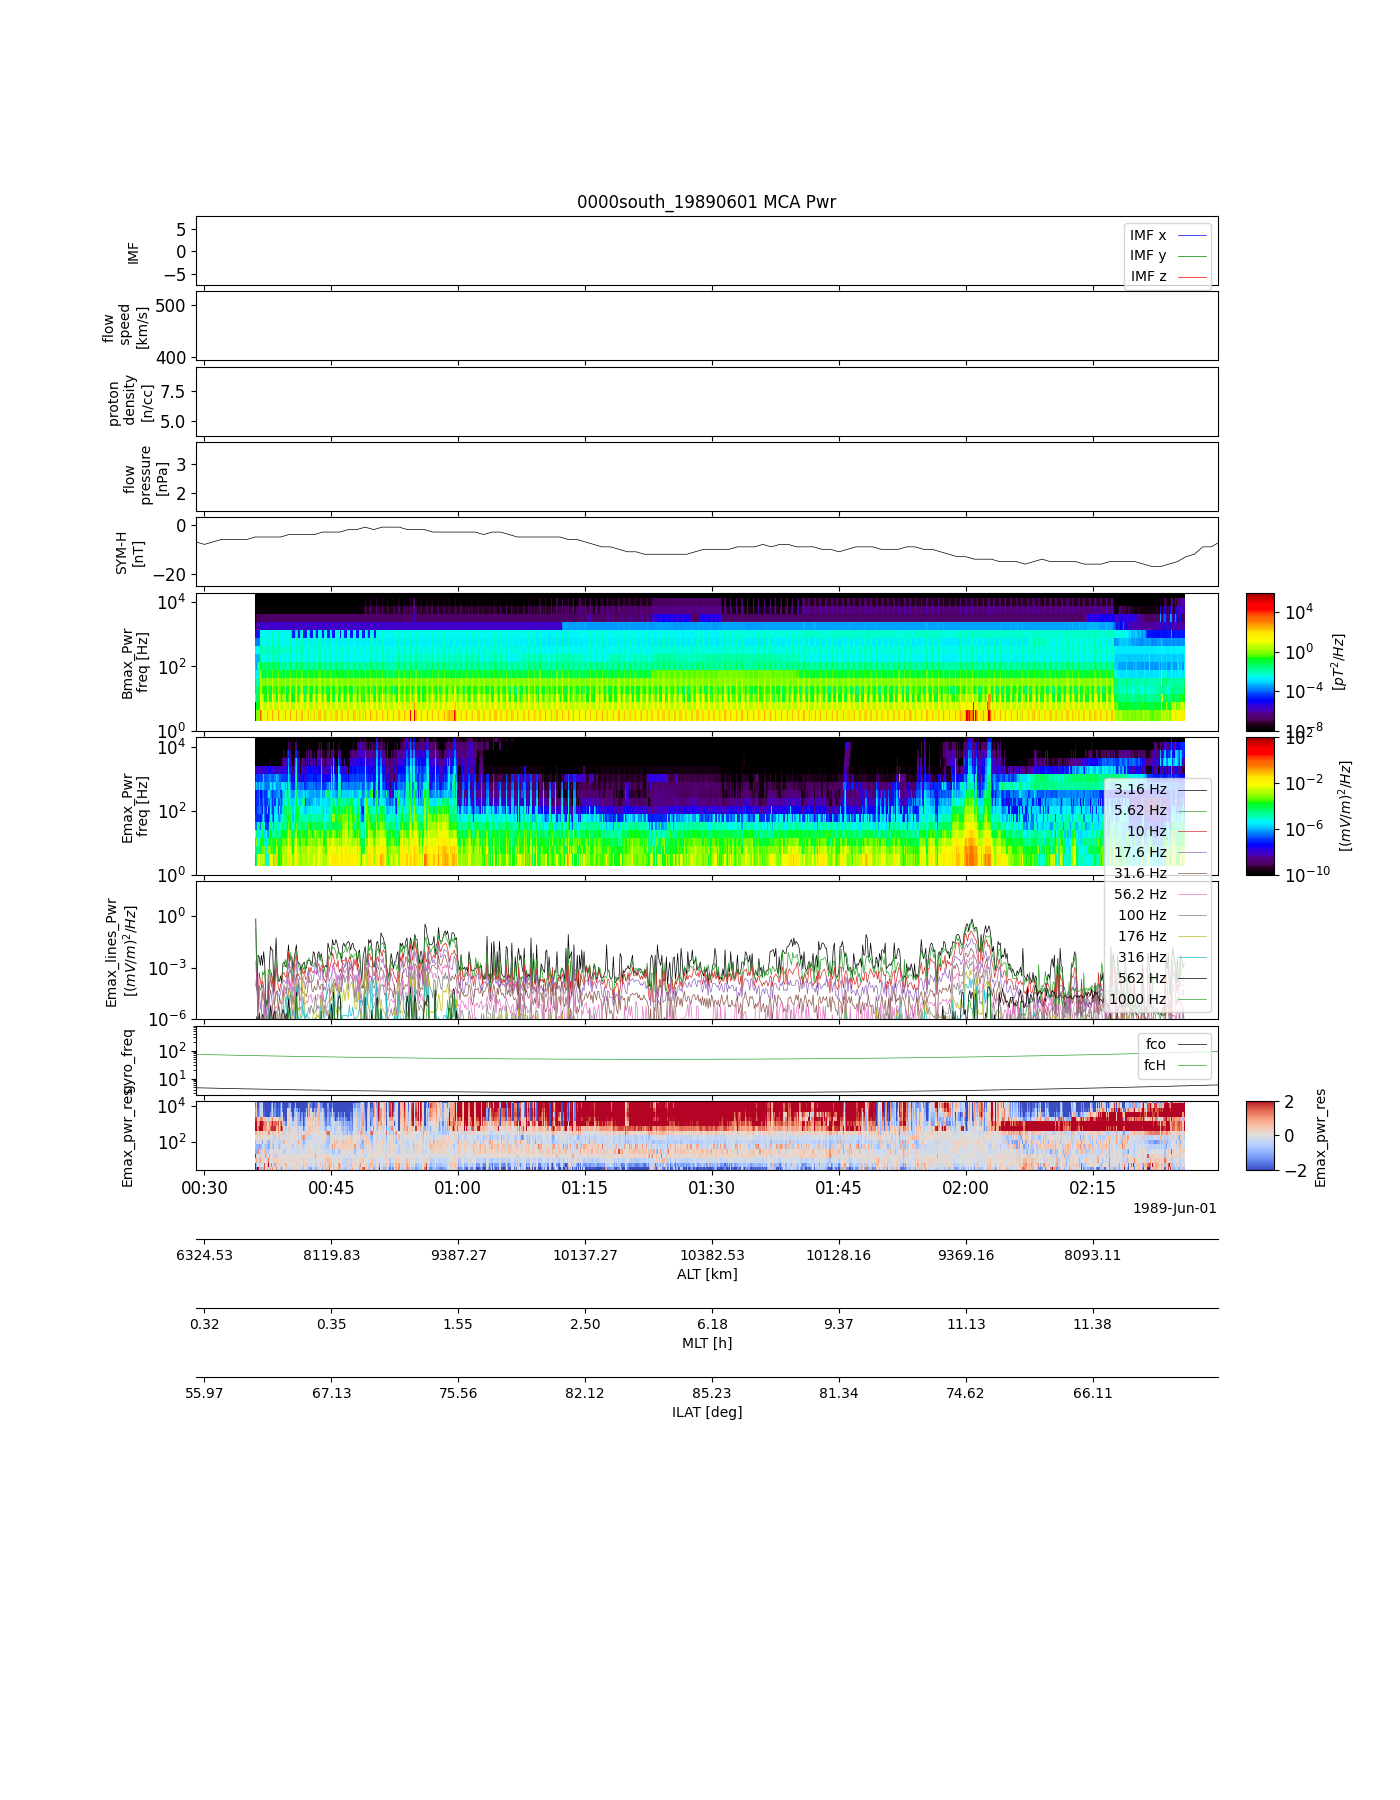 0000south_19890601 MCA Pwr
5
0
−5
IMF
IMF x
IMF y
IMF z
500
400
flow
speed
[km/s]
7.5
5.0
proton
density
[n/cc]
3
2
flow
pressure
[nPa]
0
−20
SYM-H
[nT]
10^4
10^2
10^0
Bmax_Pwr
freq [Hz]
10^4
10^0
10^−4
10^−8
[pT^2/Hz]
10^4
10^2
10^0
Emax_Pwr
freq [Hz]
10^2
10^−2
10^−6
10^−10
[(mV/m)^2/Hz]
3.16 Hz
5.62 Hz
10 Hz
17.6 Hz
31.6 Hz
56.2 Hz
100 Hz
176 Hz
316 Hz
562 Hz
1000 Hz
10^0
10^−3
10^−6
Emax_lines_Pwr
[(mV/m)^2/Hz]
10^2
10^1
gyro_freq
fco
fcH
10^4
10^2
Emax_pwr_res
2
0
−2
Emax_pwr_res
00:30 00:45 01:00 01:15 01:30 01:45 02:00 02:15
1989-Jun-01
6324.53 8119.83 9387.27 10137.27 10382.53 10128.16 9369.16 8093.11
ALT [km]
0.32 0.35 1.55 2.50 6.18 9.37 11.13 11.38
MLT [h]
55.97 67.13 75.56 82.12 85.23 81.34 74.62 66.11
ILAT [deg]